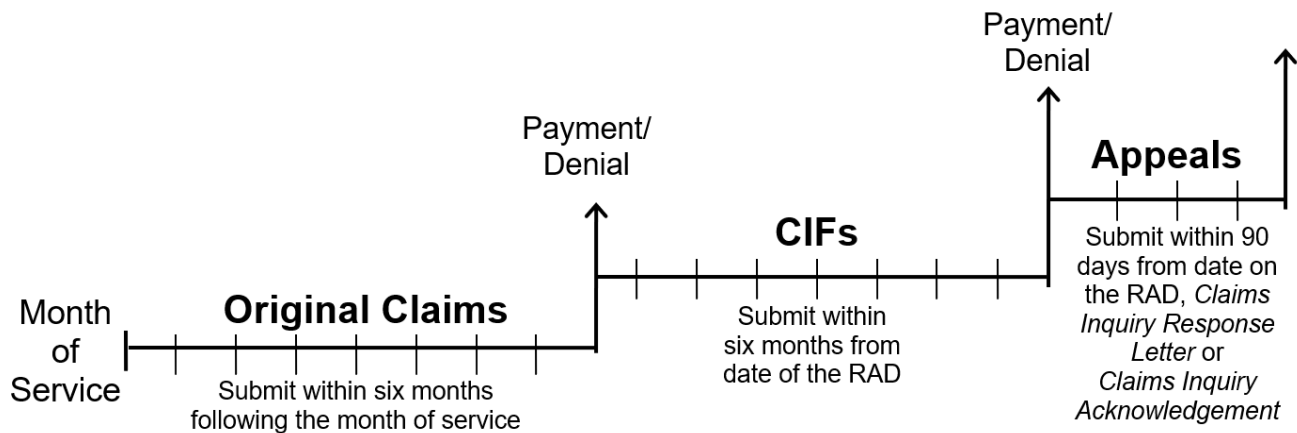 Month
of
Service
Original Claims
Submit within six months
following the month of service
Payment/
Denial
CIFs
Submit within
six months from
date of the RAD
Payment/
Denial
Appeals
Submit within 90
days from date on
the RAD, Claims
Inquiry Response
Letter or
Claims Inquiry
Acknowledgement